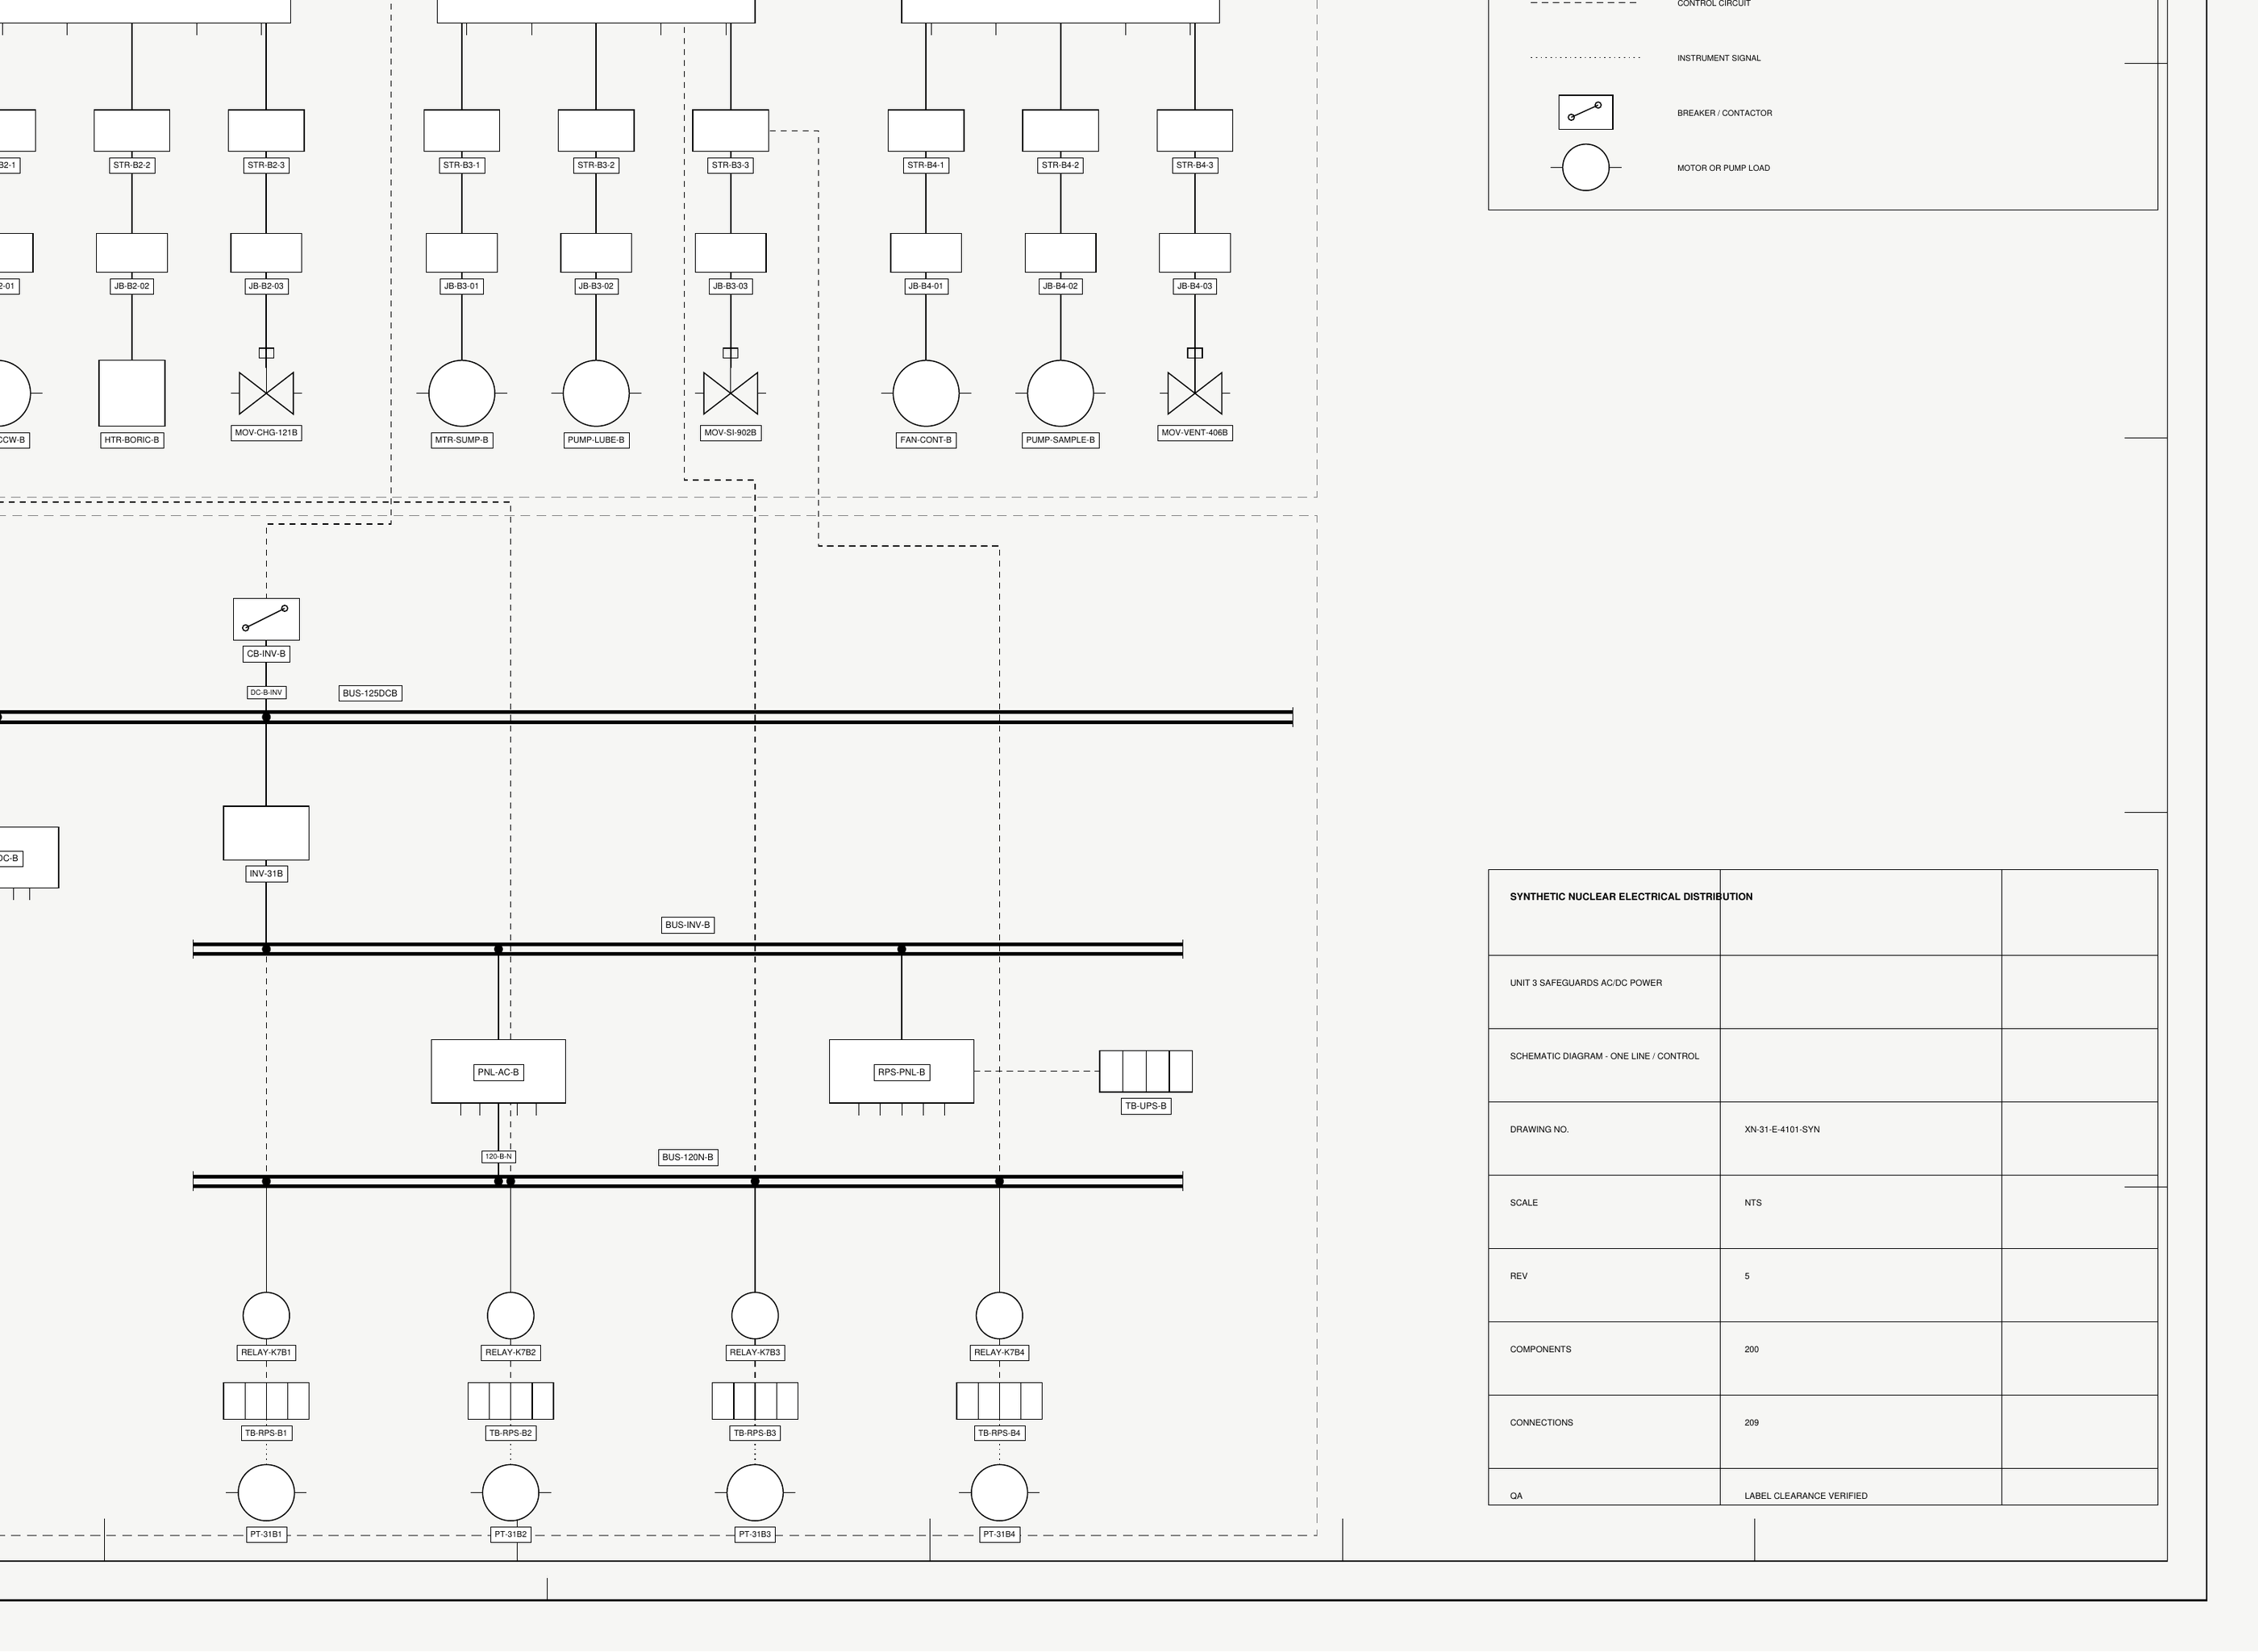 CONTROL CIRCUIT
INSTRUMENT SIGNAL
BREAKER / CONTACTOR
MOTOR OR PUMP LOAD
STR-B2-2
STR-B2-3
STR-B3-1
STR-B3-2
STR-B3-3
STR-B4-1
STR-B4-2
STR-B4-3
JB-B2-02
JB-B2-03
JB-B3-01
JB-B3-02
JB-B3-03
JB-B4-01
JB-B4-02
JB-B4-03
CCW-B
HTR-BORIC-B
MOV-CHG-121B
MTR-SUMP-B
PUMP-LUBE-B
MOV-SI-902B
FAN-CONT-B
PUMP-SAMPLE-B
MOV-VENT-406B
CB-INV-B
DC-B-INV
BUS-125DCB
DC-B
INV-31B
BUS-INV-B
PNL-AC-B
RPS-PNL-B
TB-UPS-B
120-B-N
BUS-120N-B
RELAY-K7B1
RELAY-K7B2
RELAY-K7B3
RELAY-K7B4
TB-RPS-B1
TB-RPS-B2
TB-RPS-B3
TB-RPS-B4
PT-31B1
PT-31B2
PT-31B3
PT-31B4
SYNTHETIC NUCLEAR ELECTRICAL DISTRIBUTION
UNIT 3 SAFEGUARDS AC/DC POWER
SCHEMATIC DIAGRAM - ONE LINE / CONTROL
DRAWING NO. XN-31-E-4101-SYN
SCALE NTS
REV 5
COMPONENTS 200
CONNECTIONS 209
QA LABEL CLEARANCE VERIFIED